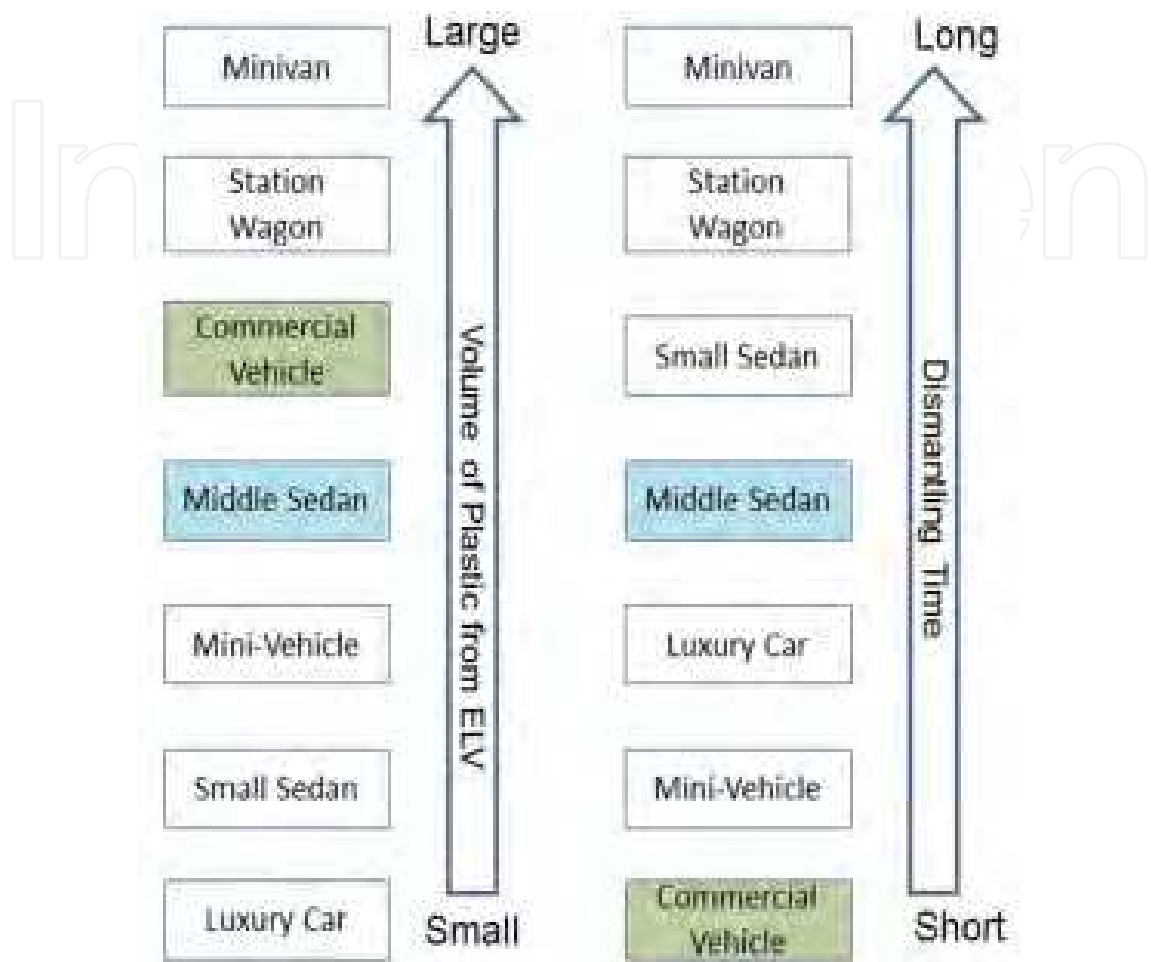 Large
Minivan
Station
Wagon
Commercial
Vehicle
Middle Sedan
Mini-Vehicle
Small Sedan
Luxury Car
Volume of Plastic from ELV
Small
Long
Minivan
Station
Wagon
Small Sedan
Middle Sedan
Luxury Car
Mini-Vehicle
Commercial
Vehicle
Dismantling Time
Short